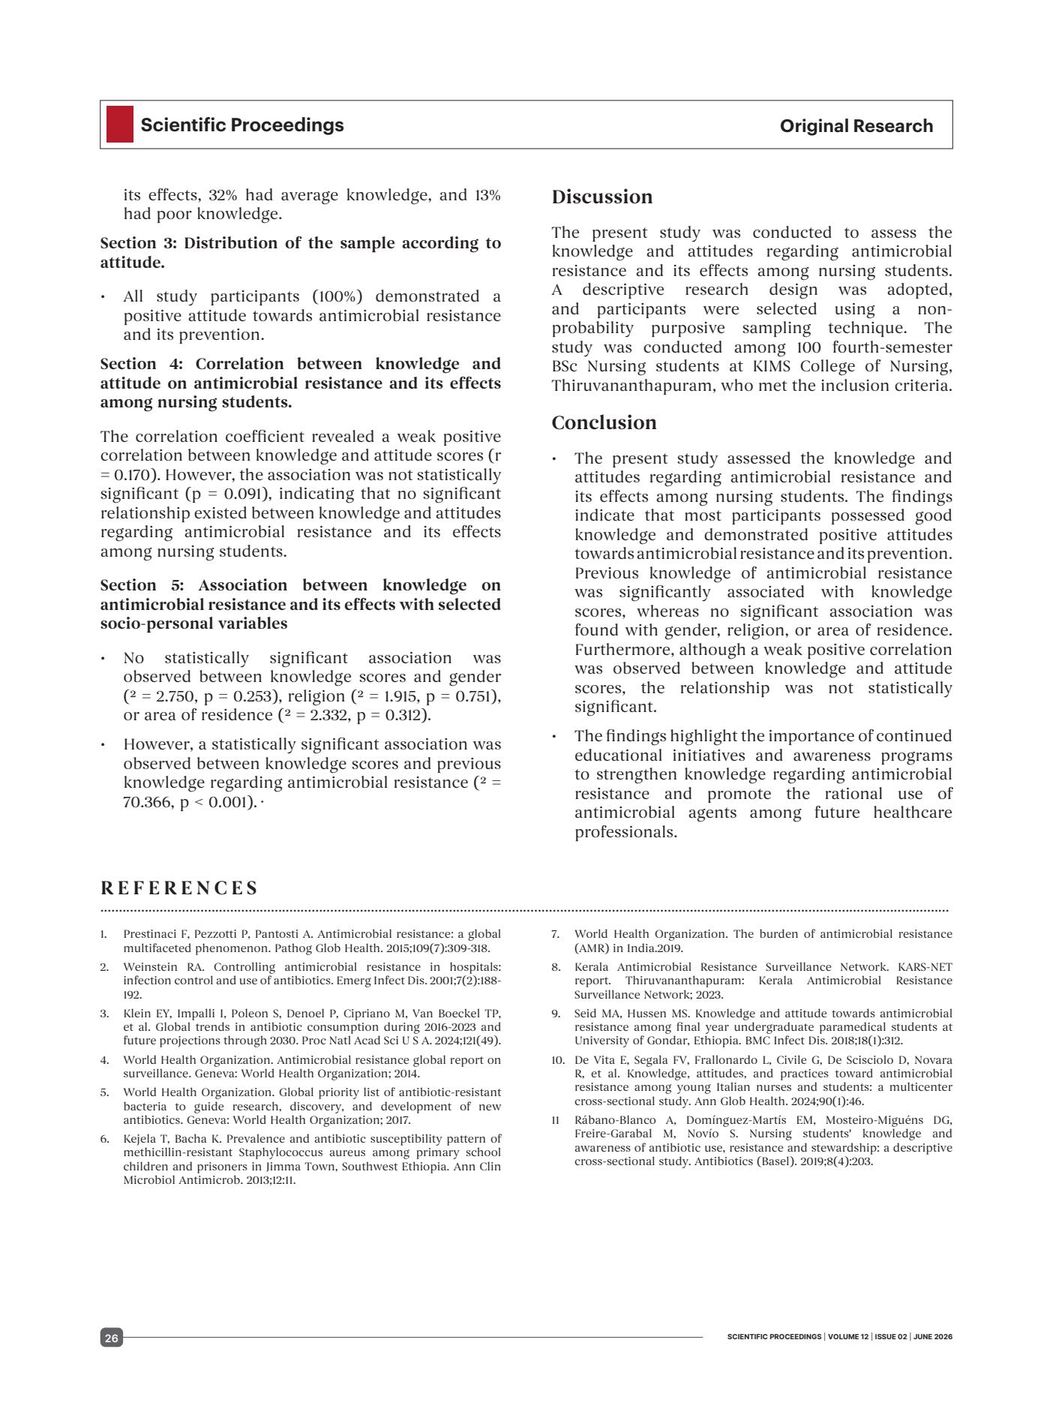 Scientific Proceedings
Original Research
its effects, 32% had average knowledge, and 13%
had poor knowledge.
Section 3: Distribution of the sample according to
attitude.
• All study participants (100%) demonstrated a
positive attitude towards antimicrobial resistance
and its prevention.
Section 4: Correlation between knowledge and
attitude on antimicrobial resistance and its effects
among nursing students.
The correlation coefficient revealed a weak positive
correlation between knowledge and attitude scores (r
= 0.170). However, the association was not statistically
significant (p = 0.091), indicating that no significant
relationship existed between knowledge and attitudes
regarding antimicrobial resistance and its effects
among nursing students.
Section 5: Association between knowledge on
antimicrobial resistance and its effects with selected
socio-personal variables
• No statistically significant association was
observed between knowledge scores and gender
(² = 2.750, p = 0.253), religion (² = 1.915, p = 0.751),
or area of residence (² = 2.332, p = 0.312).
• However, a statistically significant association was
observed between knowledge scores and previous
knowledge regarding antimicrobial resistance (² =
70.366, p < 0.001). ·
Discussion
The present study was conducted to assess the
knowledge and attitudes regarding antimicrobial
resistance and its effects among nursing students.
A descriptive research design was adopted,
and participants were selected using a non-
probability purposive sampling technique. The
study was conducted among 100 fourth-semester
BSc Nursing students at KIMS College of Nursing,
Thiruvananthapuram, who met the inclusion criteria.
Conclusion
• The present study assessed the knowledge and
attitudes regarding antimicrobial resistance and
its effects among nursing students. The findings
indicate that most participants possessed good
knowledge and demonstrated positive attitudes
towards antimicrobial resistance and its prevention.
Previous knowledge of antimicrobial resistance
was significantly associated with knowledge
scores, whereas no significant association was
found with gender, religion, or area of residence.
Furthermore, although a weak positive correlation
was observed between knowledge and attitude
scores, the relationship was not statistically
significant.
• The findings highlight the importance of continued
educational initiatives and awareness programs
to strengthen knowledge regarding antimicrobial
resistance and promote the rational use of
antimicrobial agents among future healthcare
professionals.
REFERENCES
1. Prestinaci F, Pezzotti P, Pantosti A. Antimicrobial resistance: a global
multifaceted phenomenon. Pathog Glob Health. 2015;109(7):309-318.
2. Weinstein RA. Controlling antimicrobial resistance in hospitals:
infection control and use of antibiotics. Emerg Infect Dis. 2001;7(2):188-
192.
3. Klein EY, Impalli I, Poleon S, Denoel P, Cipriano M, Van Boeckel TP,
et al. Global trends in antibiotic consumption during 2016-2023 and
future projections through 2030. Proc Natl Acad Sci U S A. 2024;121(49).
4. World Health Organization. Antimicrobial resistance global report on
surveillance. Geneva: World Health Organization; 2014.
5. World Health Organization. Global priority list of antibiotic-resistant
bacteria to guide research, discovery, and development of new
antibiotics. Geneva: World Health Organization; 2017.
6. Kejela T, Bacha K. Prevalence and antibiotic susceptibility pattern of
methicillin-resistant Staphylococcus aureus among primary school
children and prisoners in Jimma Town, Southwest Ethiopia. Ann Clin
Microbiol Antimicrob. 2013;12:11.
7. World Health Organization. The burden of antimicrobial resistance
(AMR) in India.2019.
8. Kerala Antimicrobial Resistance Surveillance Network. KARS-NET
report. Thiruvananthapuram: Kerala Antimicrobial Resistance
Surveillance Network; 2023.
9. Seid MA, Hussen MS. Knowledge and attitude towards antimicrobial
resistance among final year undergraduate paramedical students at
University of Gondar, Ethiopia. BMC Infect Dis. 2018;18(1):312.
10. De Vita E, Segala FV, Frallonardo L, Civile G, De Scisciolo D, Novara
R, et al. Knowledge, attitudes, and practices toward antimicrobial
resistance among young Italian nurses and students: a multicenter
cross-sectional study. Ann Glob Health. 2024;90(1):46.
11 Rábano-Blanco A, Domínguez-Martís EM, Mosteiro-Miguéns DG,
Freire-Garabal M, Novío S. Nursing students' knowledge and
awareness of antibiotic use, resistance and stewardship: a descriptive
cross-sectional study. Antibiotics (Basel). 2019;8(4):203.
26
SCIENTIFIC PROCEEDINGS | VOLUME 12 | ISSUE 02 | JUNE 2026